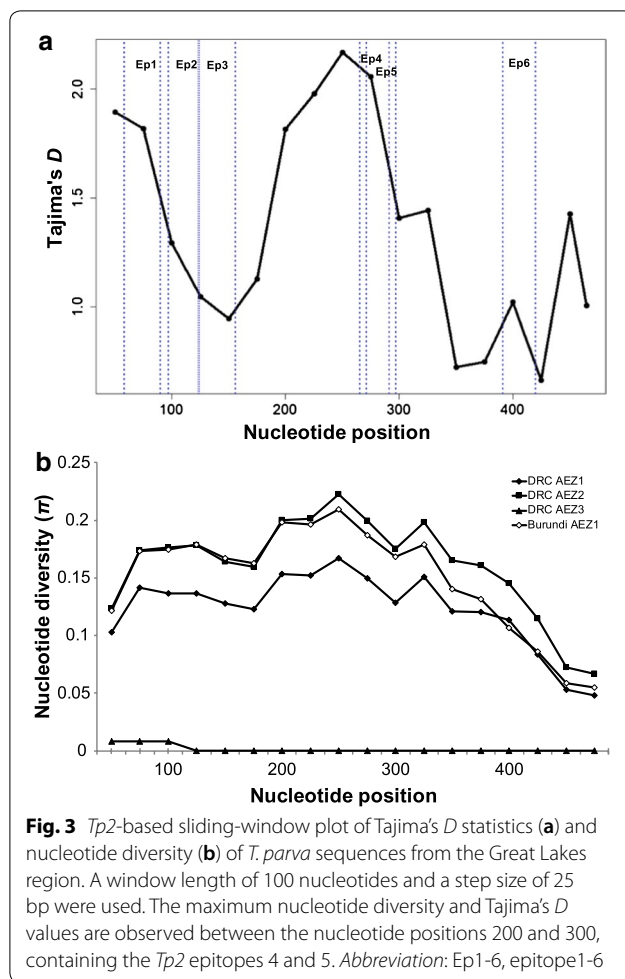 a
Ep1 Ep2 Ep3 Ep4 Ep5 Ep6
2.0
1.5
1.0
Tajima's D
100 200 300 400
Nucleotide position
b
0.25
0.2
0.15
0.1
0.05
0
Nucleotide diversity (π)
DRC AEZ1
DRC AEZ2
DRC AEZ3
Burundi AEZ1
100 200 300 400
Nucleotide position
Fig. 3 Tp2-based sliding-window plot of Tajima's D statistics (a) and
nucleotide diversity (b) of T. parva sequences from the Great Lakes
region. A window length of 100 nucleotides and a step size of 25
bp were used. The maximum nucleotide diversity and Tajima's D
values are observed between the nucleotide positions 200 and 300,
containing the Tp2 epitopes 4 and 5. Abbreviation: Ep1-6, epitope1-6